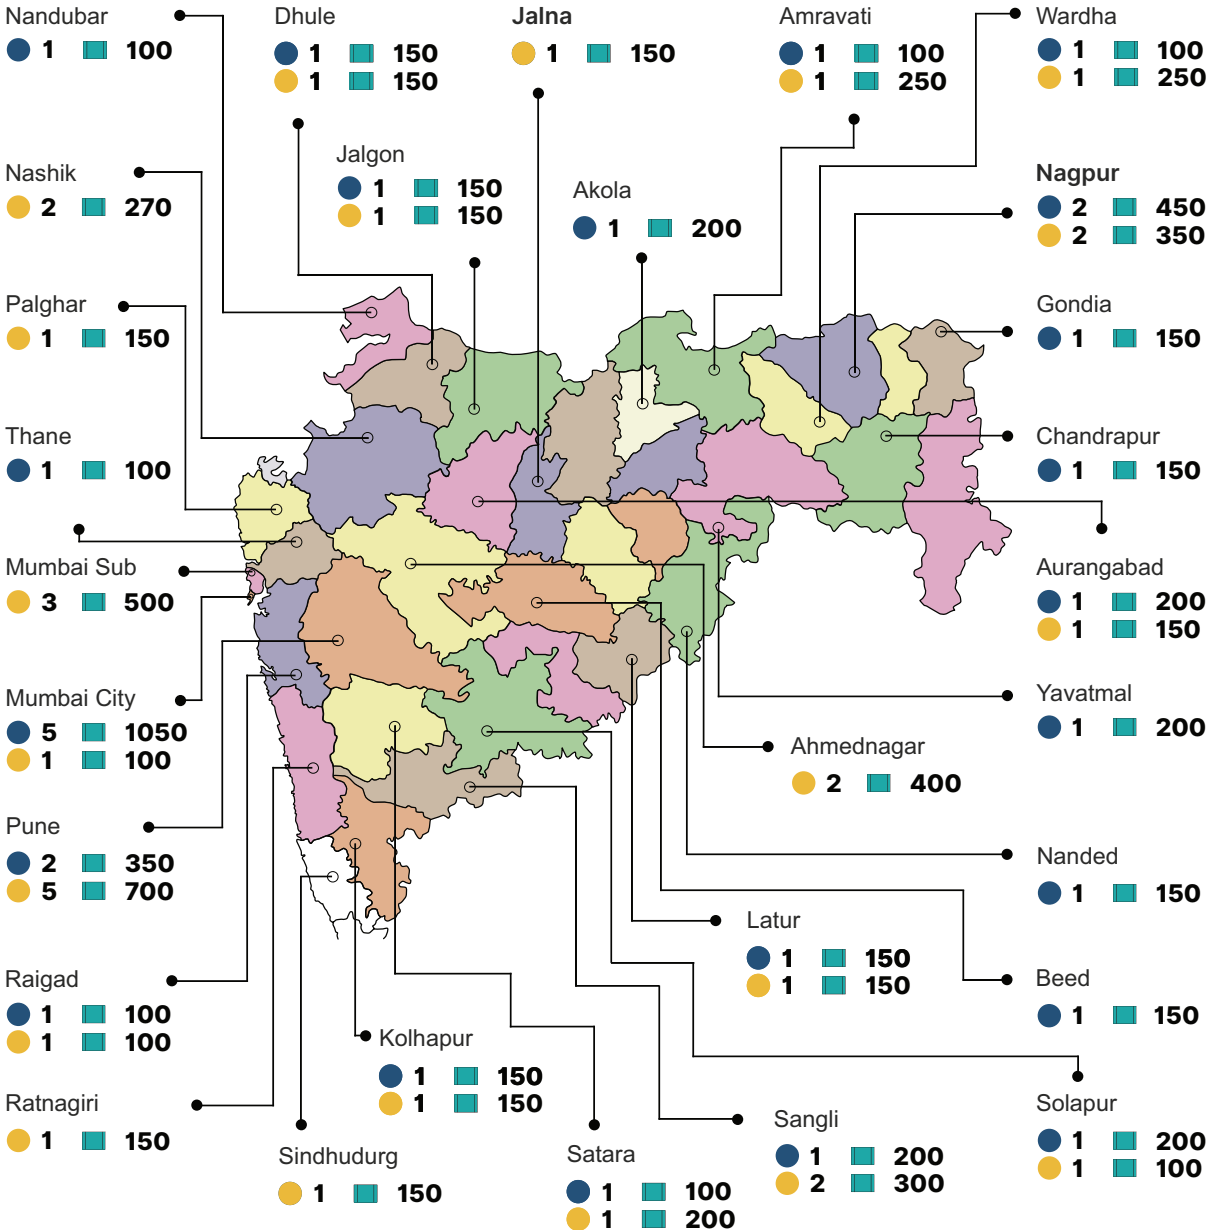 Nandubar
1 100
Dhule
1 150
1 150
Jalna
1 150
Amravati
1 100
1 250
Wardha
1 100
1 250
Nashik
2 270
Jalgon
1 150
1 150
Akola
1 200
Nagpur
2 450
2 350
Palghar
1 150
Gondia
1 150
Thane
1 100
Chandrapur
1 150
Mumbai Sub
3 500
Aurangabad
1 200
1 150
Mumbai City
5 1050
1 100
Yavatmal
1 200
Ahmednagar
2 400
Pune
2 350
5 700
Nanded
1 150
Latur
1 150
1 150
Raigad
1 100
1 100
Beed
1 150
Kolhapur
1 150
1 150
Ratnagiri
1 150
Sindhudurg
1 150
Satara
1 100
1 200
Sangli
1 200
2 300
Solapur
1 200
1 100